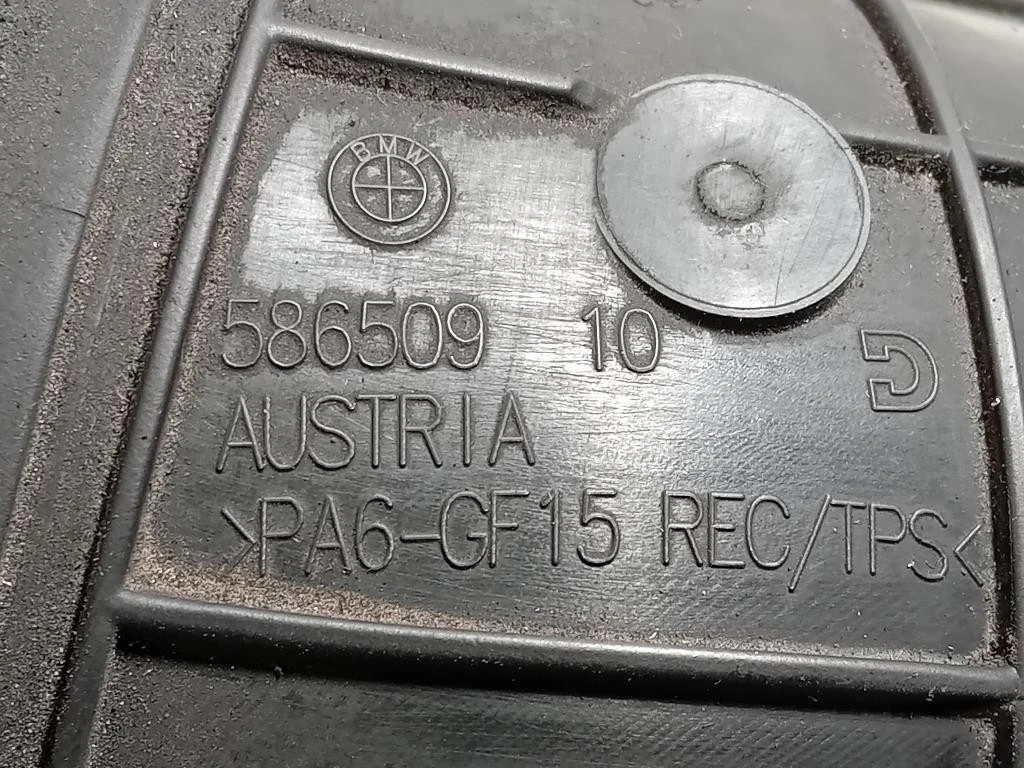 BMW
586509 10
AUSTRIA
>PA6-GF15 REC/TPS<